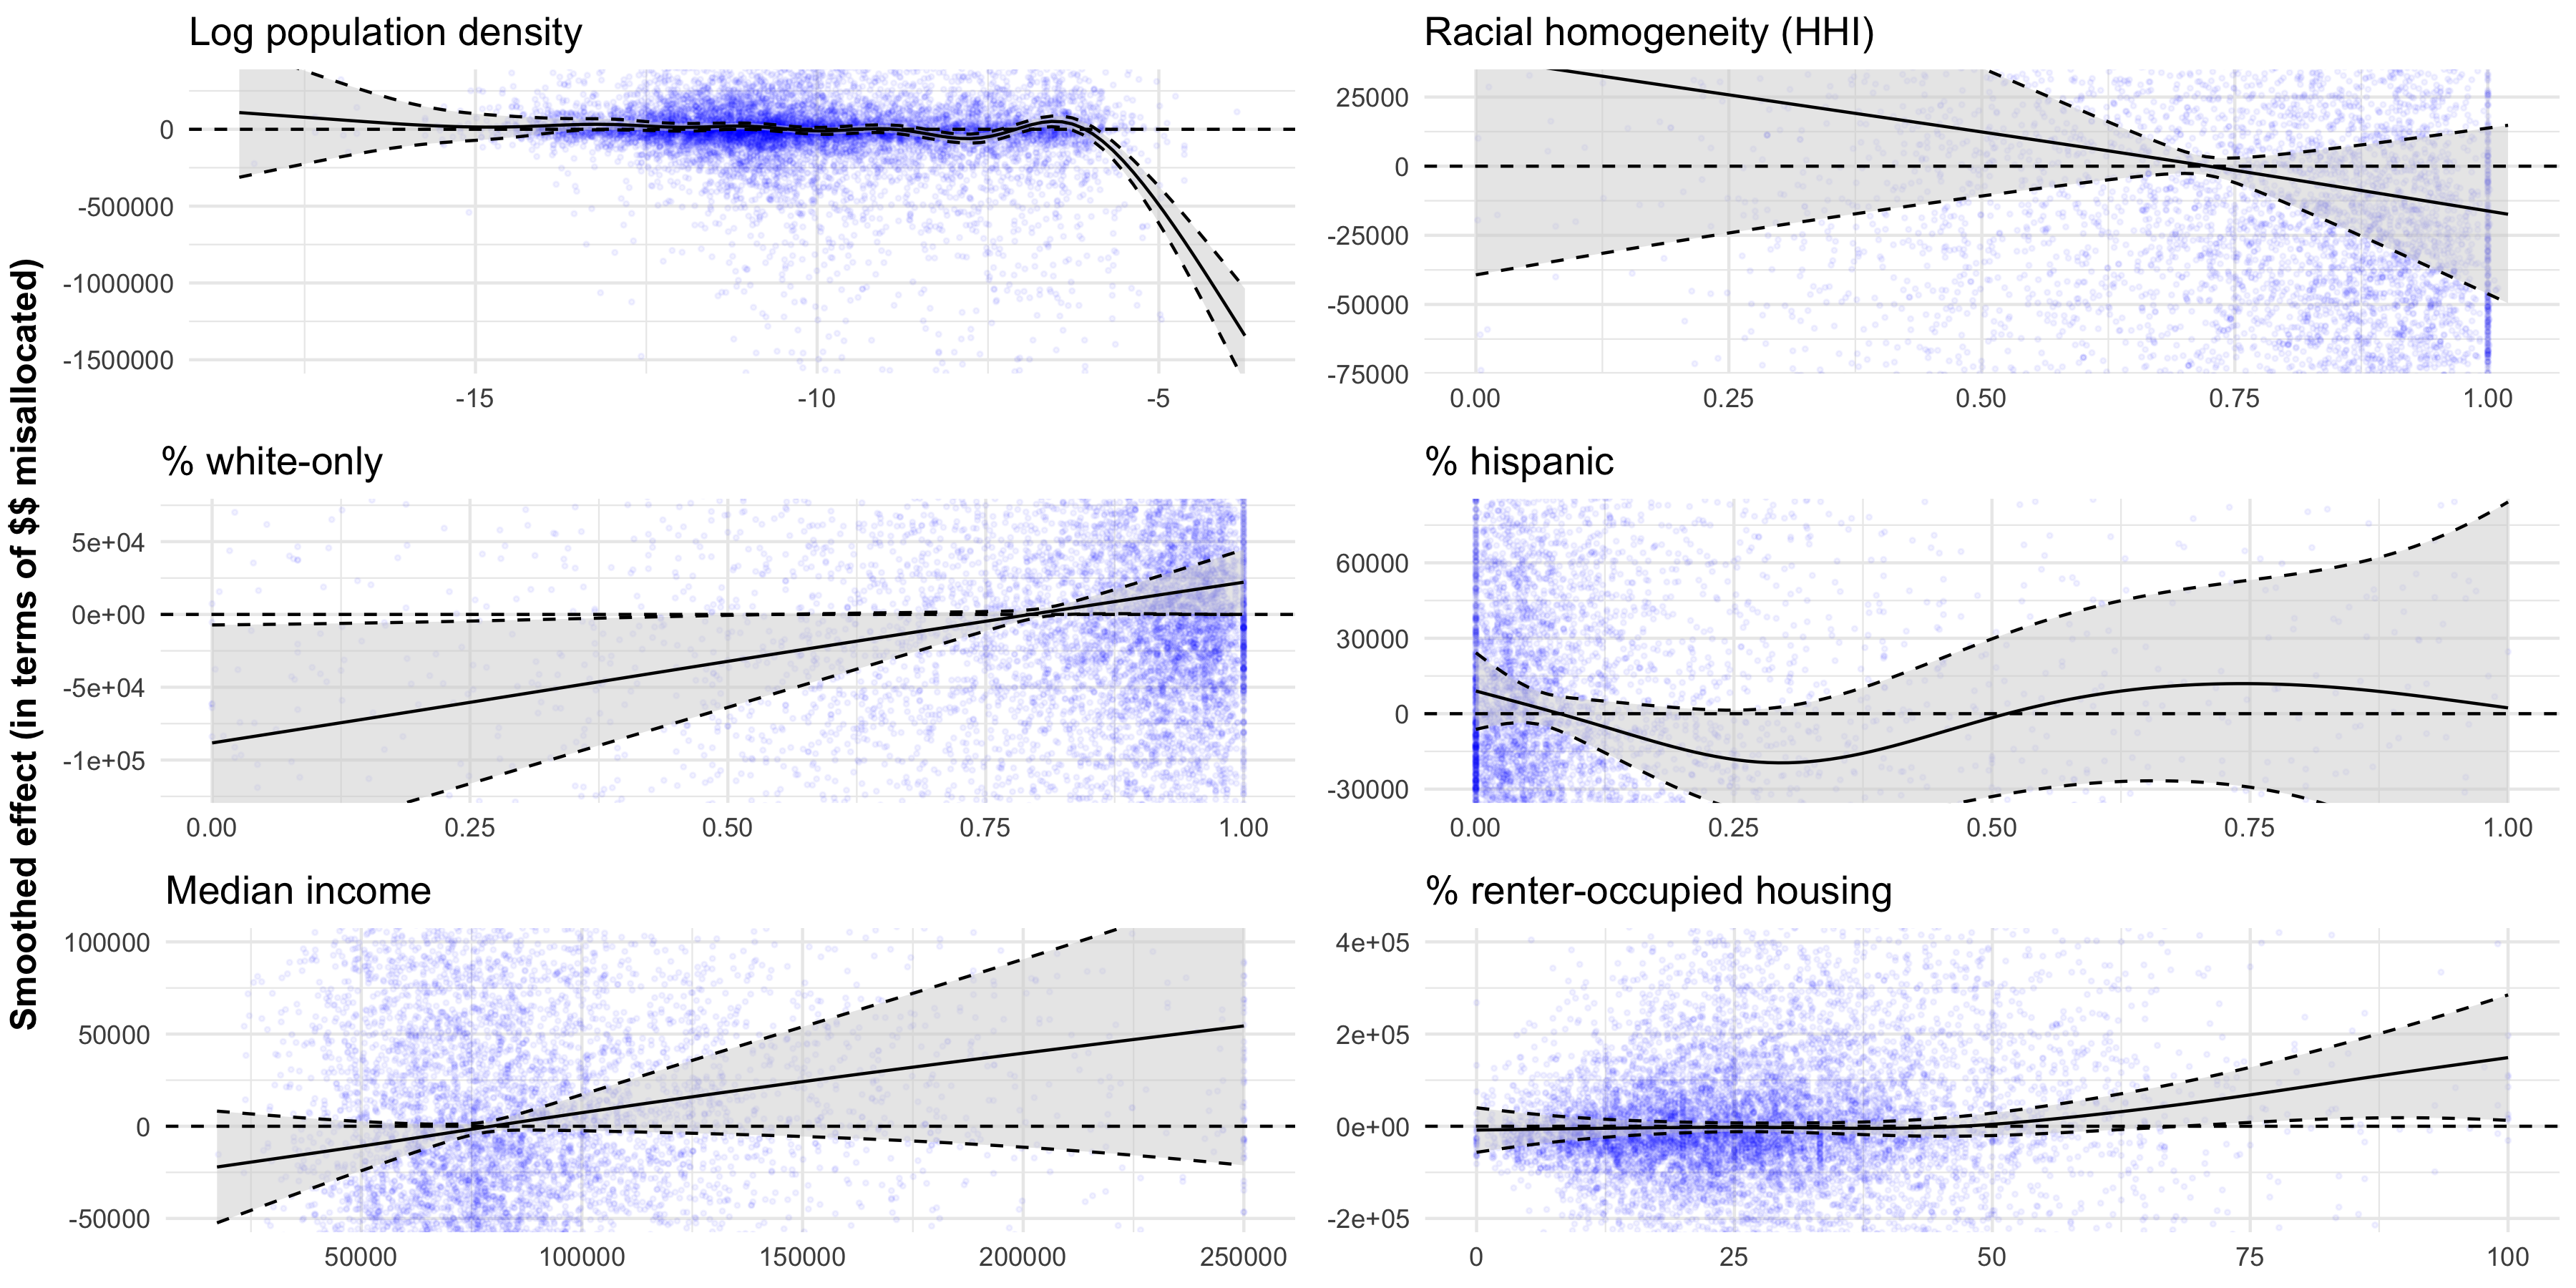 Smoothed effect (in terms of $$ misallocated)
Log population density
0
-500000
-1000000
-1500000
-15 -10 -5
Racial homogeneity (HHI)
25000
0
-25000
-50000
-75000
0.00 0.25 0.50 0.75 1.00
% white-only
5e+04
0e+00
-5e+04
-1e+05
0.00 0.25 0.50 0.75 1.00
% hispanic
60000
30000
0
-30000
0.00 0.25 0.50 0.75 1.00
Median income
100000
50000
0
-50000
50000 100000 150000 200000 250000
% renter-occupied housing
4e+05
2e+05
0e+00
-2e+05
0 25 50 75 100